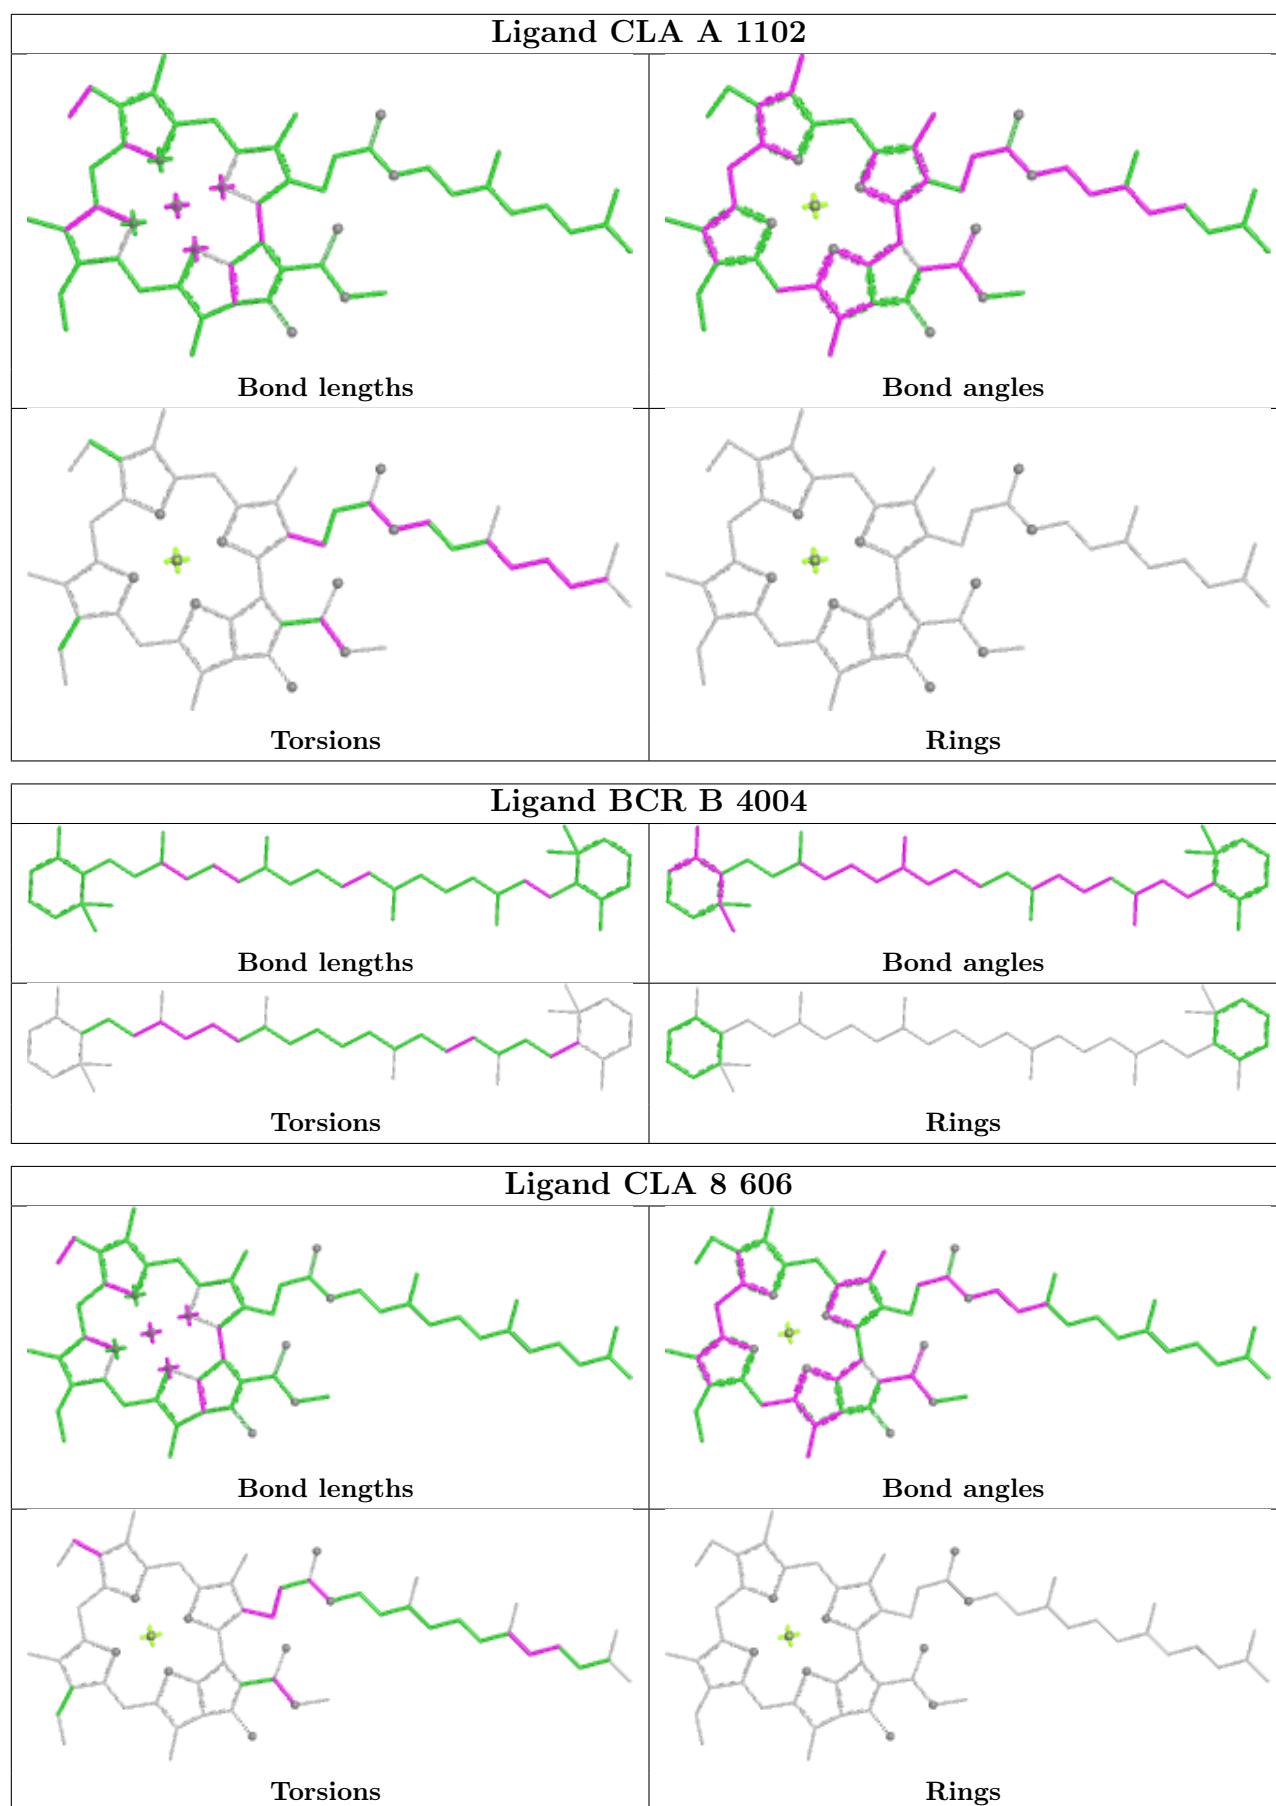 Ligand CLA A 1102
Bond lengths
Bond angles
Torsions
Rings
Ligand BCR B 4004
Bond lengths
Bond angles
Torsions
Rings
Ligand CLA 8 606
Bond lengths
Bond angles
Torsions
Rings